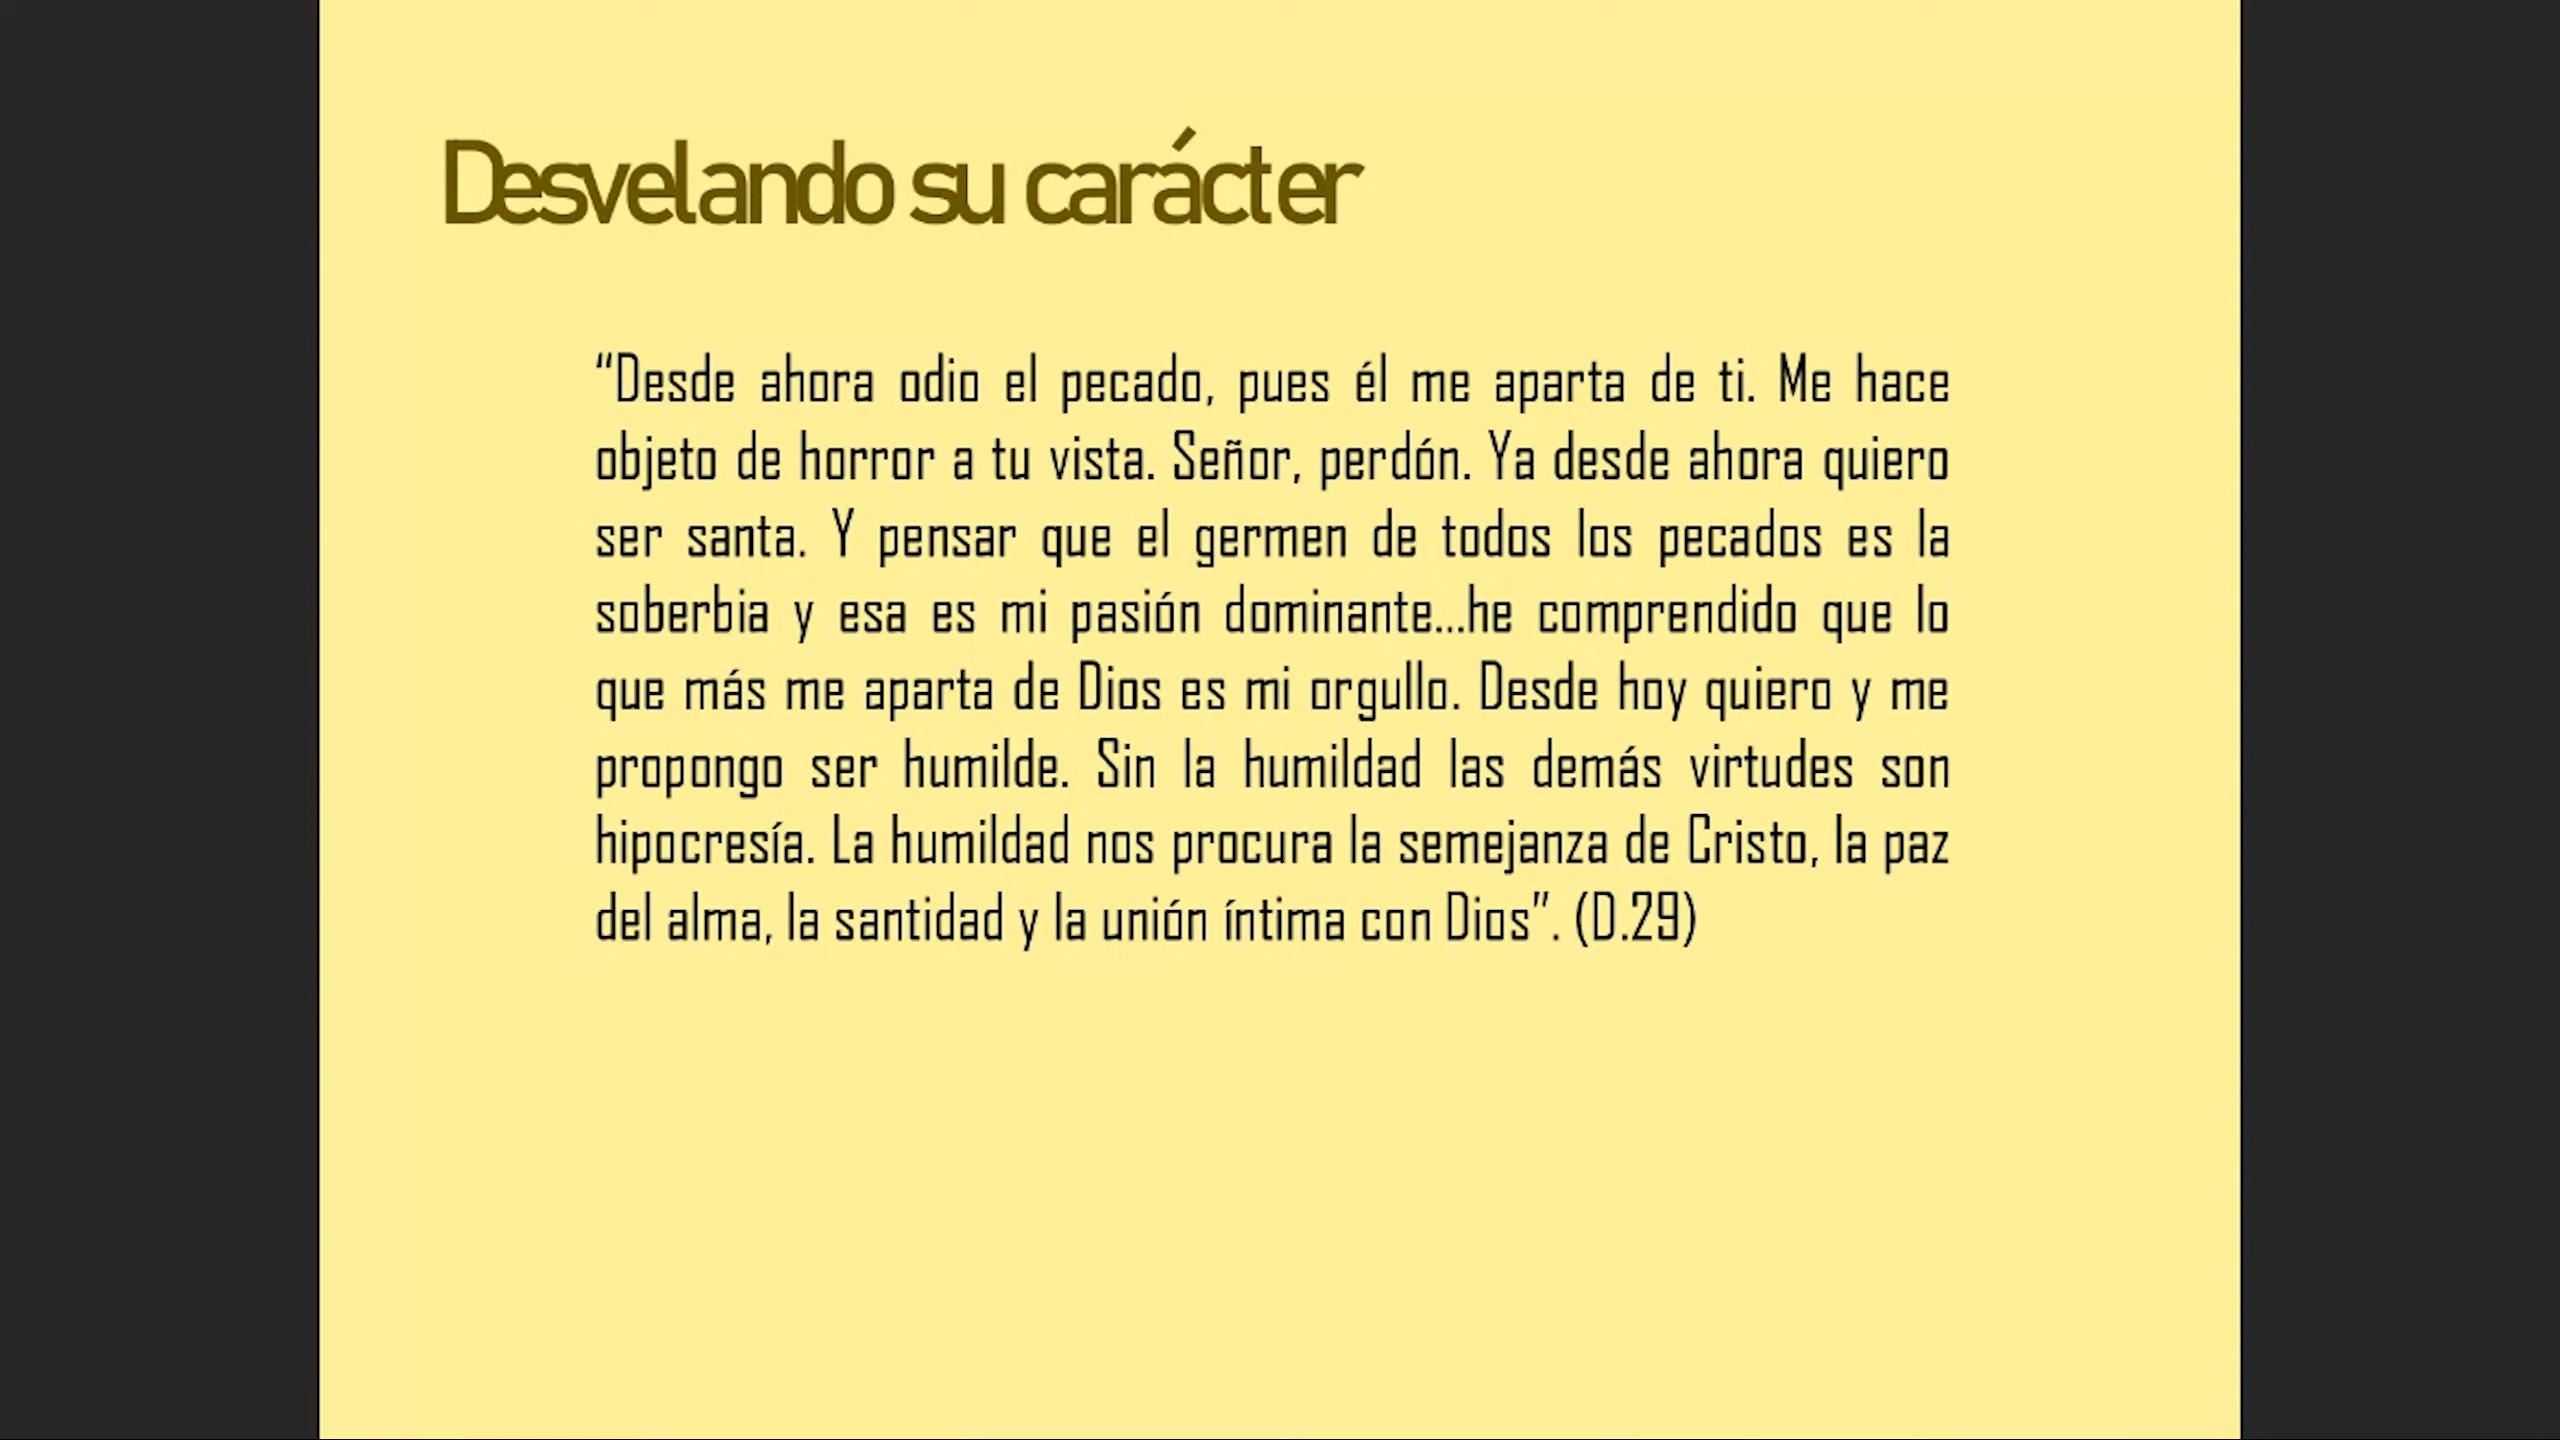 Desvelando su carácter
“Desde ahora odio el pecado, pues él me aparta de ti. Me hace
objeto de horror a tu vista. Señor, perdón. Ya desde ahora quiero
ser santa. Y pensar que el germen de todos los pecados es la
soberbia y esa es mi pasión dominante...he comprendido que lo
que más me aparta de Dios es mi orgullo. Desde hoy quiero y me
propongo ser humilde. Sin la humildad las demás virtudes son
hipocresía. La humildad nos procura la semejanza de Cristo, la paz
del alma, la santidad y la unión íntima con Dios”. (D.29)